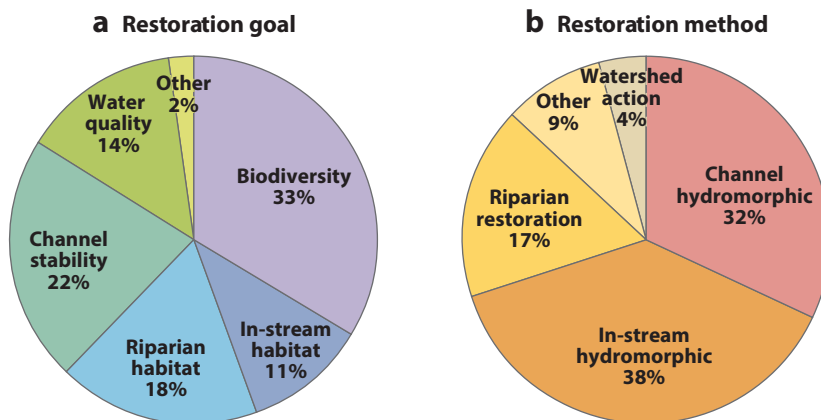 a Restoration goal
Other
2%
Water
quality
14%
Biodiversity
33%
Channel
stability
22%
In-stream
habitat
11%
Riparian
habitat
18%
b Restoration method
Watershed
action
4%
Other
9%
Channel
hydromorphic
32%
Riparian
restoration
17%
In-stream
hydromorphic
38%